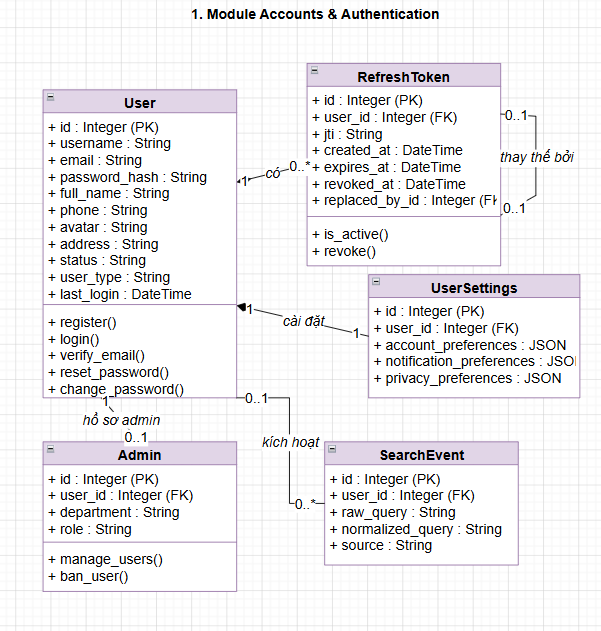 1. Module Accounts & Authentication
User
+ id : Integer (PK)
+ username : String
+ email : String
+ password_hash : String
+ full_name : String
+ phone : String
+ avatar : String
+ address : String
+ status : String
+ user_type : String
+ last_login : DateTime
+ register()
+ login()
+ verify_email()
+ reset_password()
+ change_password()
RefreshToken
+ id : Integer (PK)
+ user_id : Integer (FK)
+ jti : String
+ created_at : DateTime
+ expires_at : DateTime
+ revoked_at : DateTime
+ replaced_by_id : Integer (FK
+ is_active()
+ revoke()
0..1
thay thế bởi
0..1
1
có
0..*
UserSettings
+ id : Integer (PK)
+ user_id : Integer (FK)
+ account_preferences : JSON
+ notification_preferences : JSO
+ privacy_preferences : JSON
1
cài đặt
1
1
hồ sơ admin
0..1
0..1
kích hoạt
0..*
Admin
+ id : Integer (PK)
+ user_id : Integer (FK)
+ department : String
+ role : String
+ manage_users()
+ ban_user()
SearchEvent
+ id : Integer (PK)
+ user_id : Integer (FK)
+ raw_query : String
+ normalized_query : String
+ source : String